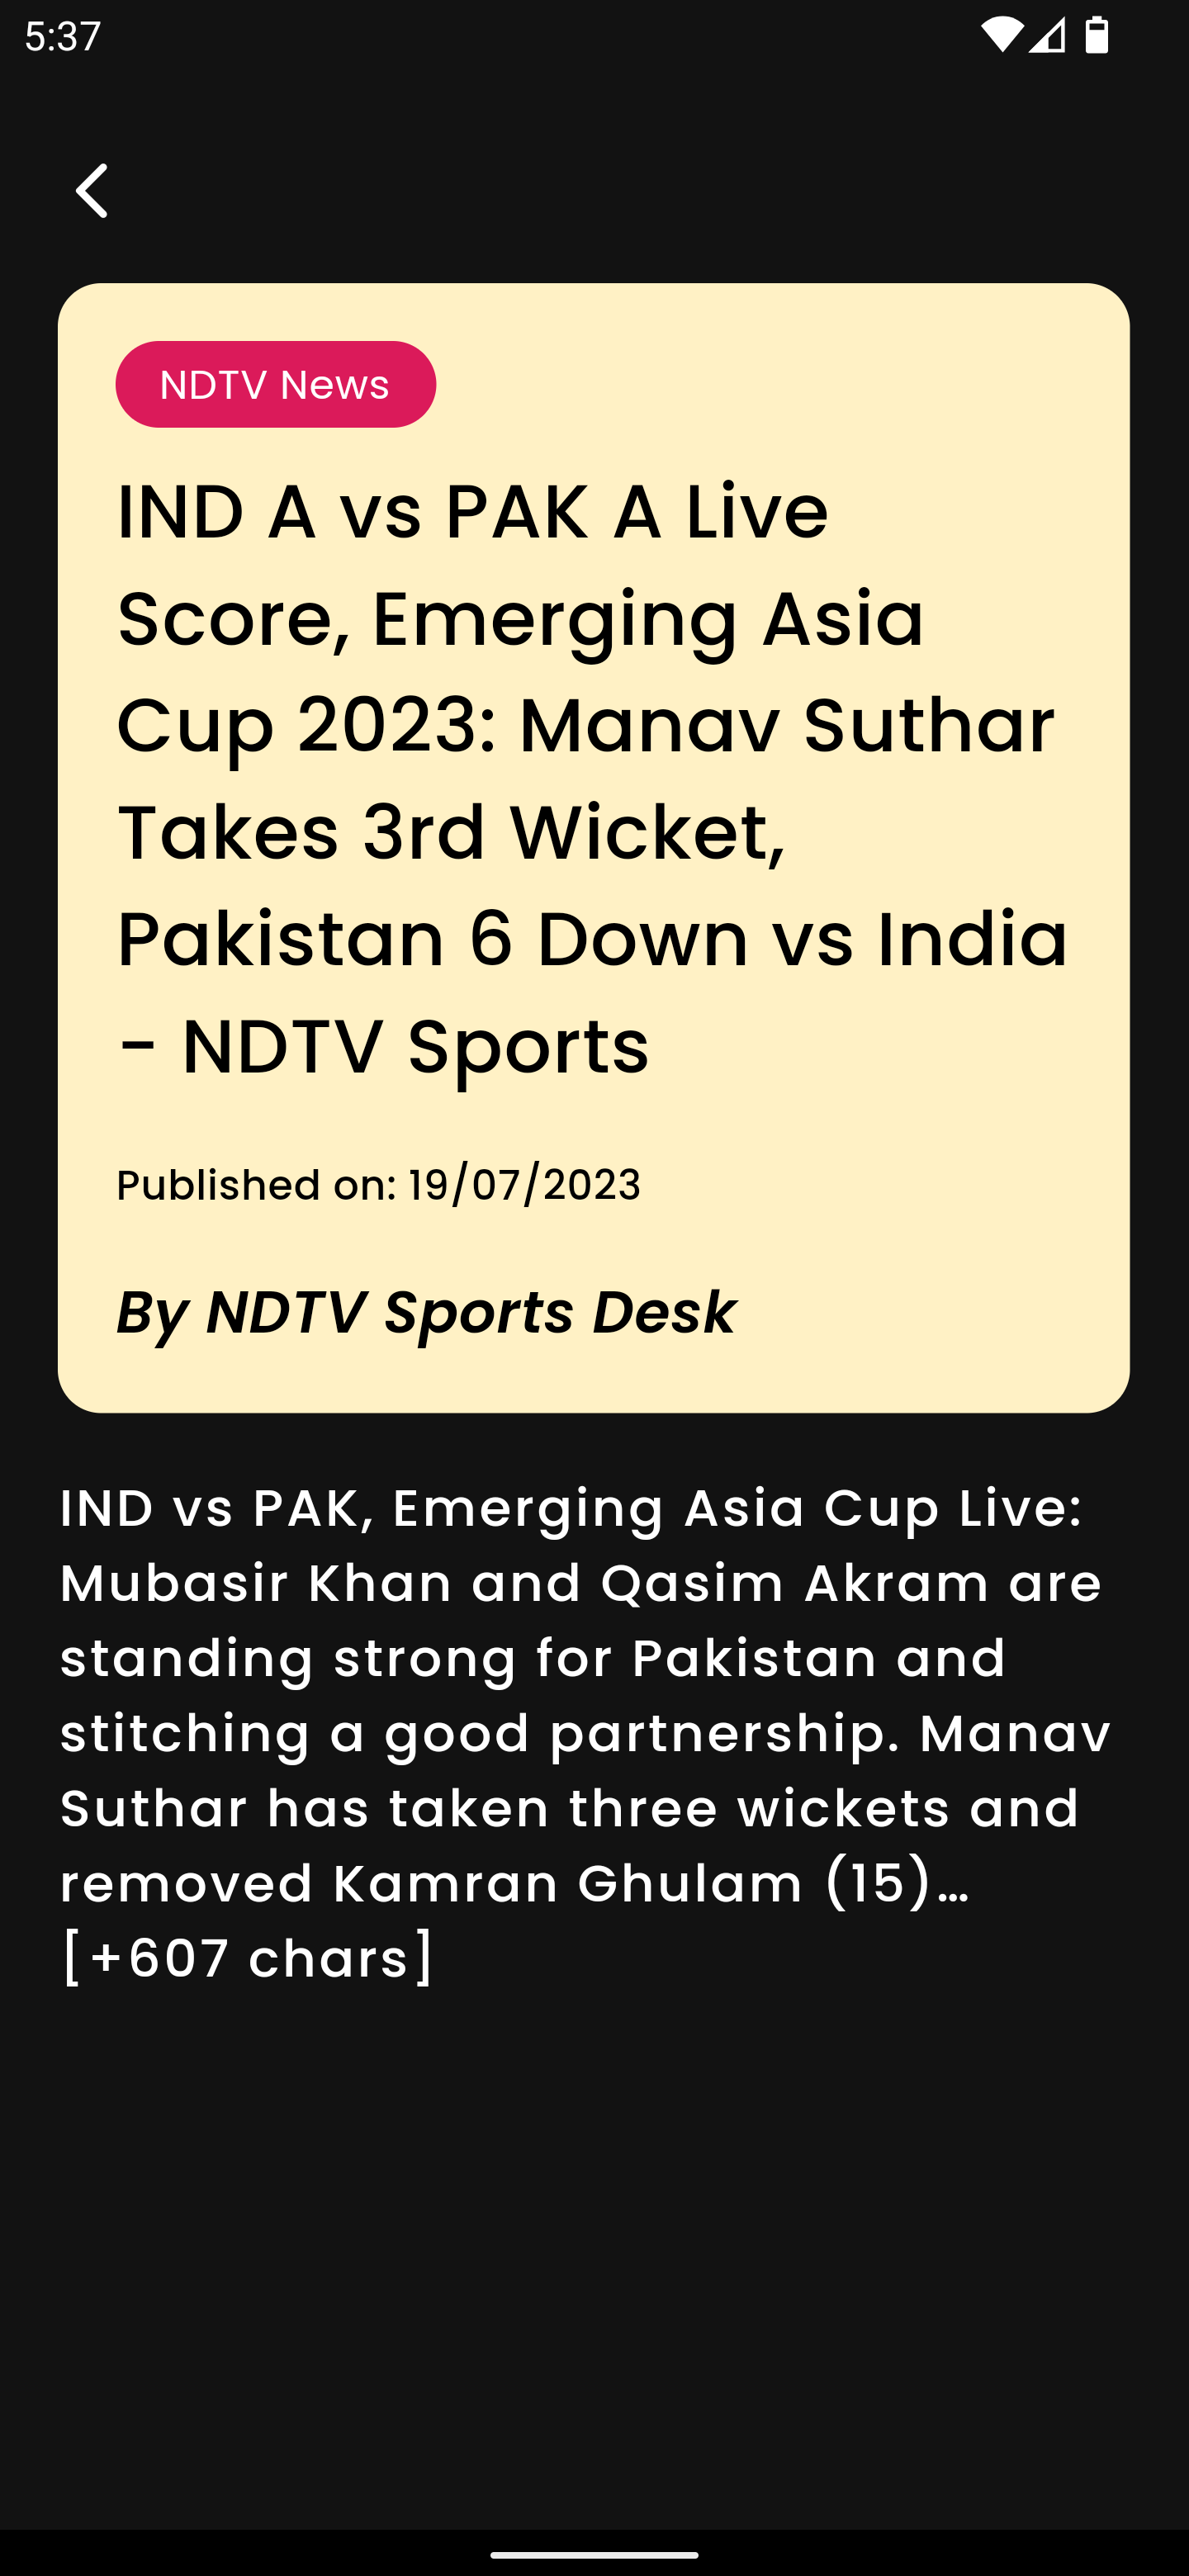 5:37
NDTV News
IND A vs PAK A Live
Score, Emerging Asia
Cup 2023: Manav Suthar
Takes 3rd Wicket,
Pakistan 6 Down vs India
- NDTV Sports
Published on: 19/07/2023
By NDTV Sports Desk
IND vs PAK, Emerging Asia Cup Live:
Mubasir Khan and Qasim Akram are
standing strong for Pakistan and
stitching a good partnership. Manav
Suthar has taken three wickets and
removed Kamran Ghulam (15)…
[+607 chars]